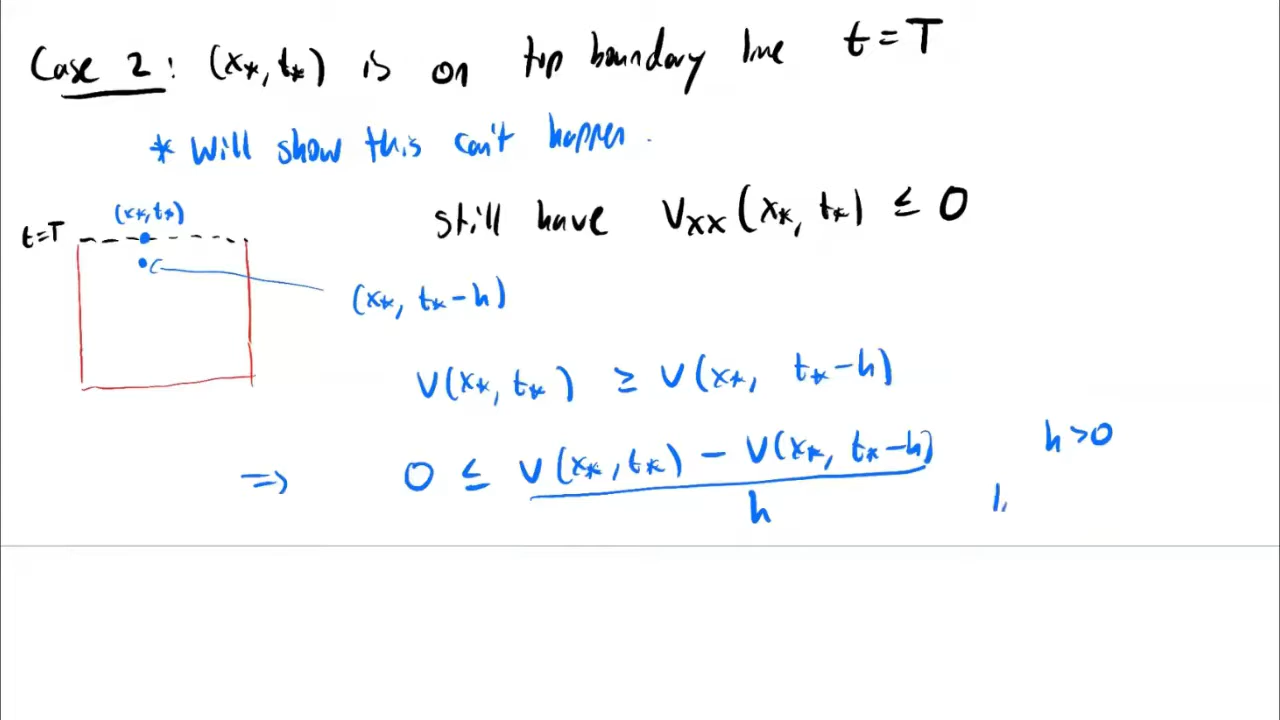 Case 2: (x*, t*) is on top boundary line t = T
* Will show this can't happen.
(x*, t*)
t=T
still have Vxx(x*, t*) ≤ 0
(x*, t* - h)
V(x*, t*) ≥ V(x*, t* - h)
⇒ 0 ≤ V(x*, t*) - V(x*, t* - h) h > 0
h